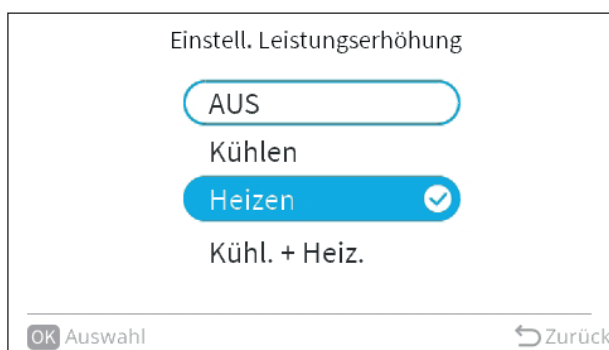 Einstell. Leistungserhöhung
AUS
Kühlen
Heizen
Kühl. + Heiz.
OK Auswahl
Zurück